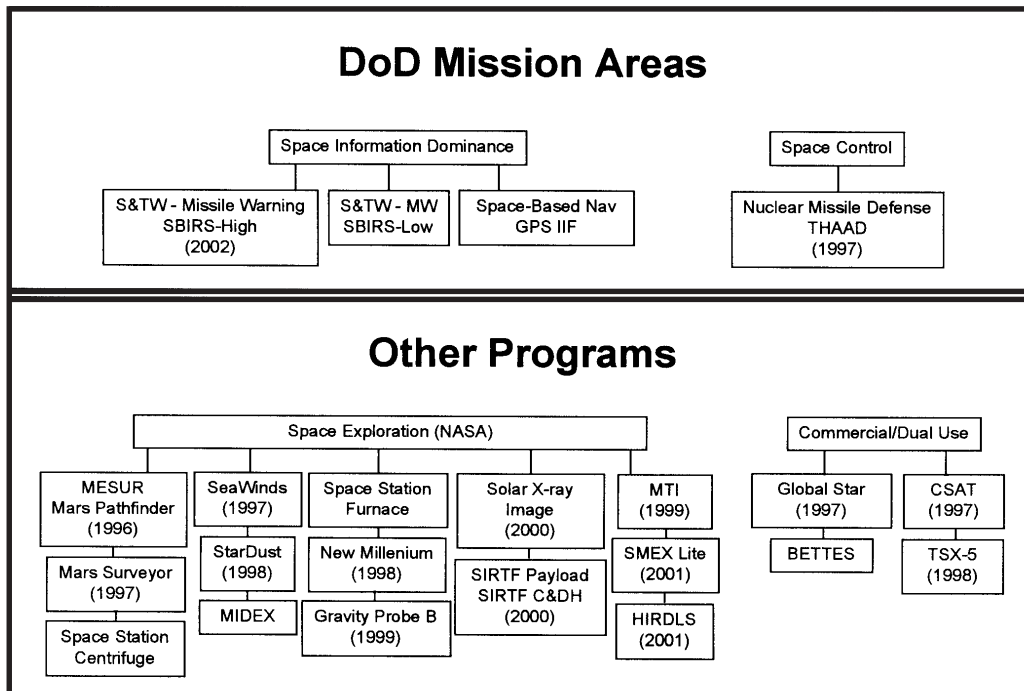 DoD Mission Areas
Space Information Dominance
S&TW - Missile Warning
SBIRS-High
(2002)
S&TW - MW
SBIRS-Low
Space-Based Nav
GPS IIF
Space Control
Nuclear Missile Defense
THAAD
(1997)
Other Programs
Space Exploration (NASA)
MESUR
Mars Pathfinder
(1996)
Mars Surveyor
(1997)
Space Station
Centrifuge
SeaWinds
(1997)
StarDust
(1998)
MIDEX
Space Station
Furnace
New Millenium
(1998)
Gravity Probe B
(1999)
Solar X-ray
Image
(2000)
SIRTF Payload
SIRTF C&DH
(2000)
MTI
(1999)
SMEX Lite
(2001)
HIRDLS
(2001)
Commercial/Dual Use
Global Star
(1997)
BETTES
CSAT
(1997)
TSX-5
(1998)